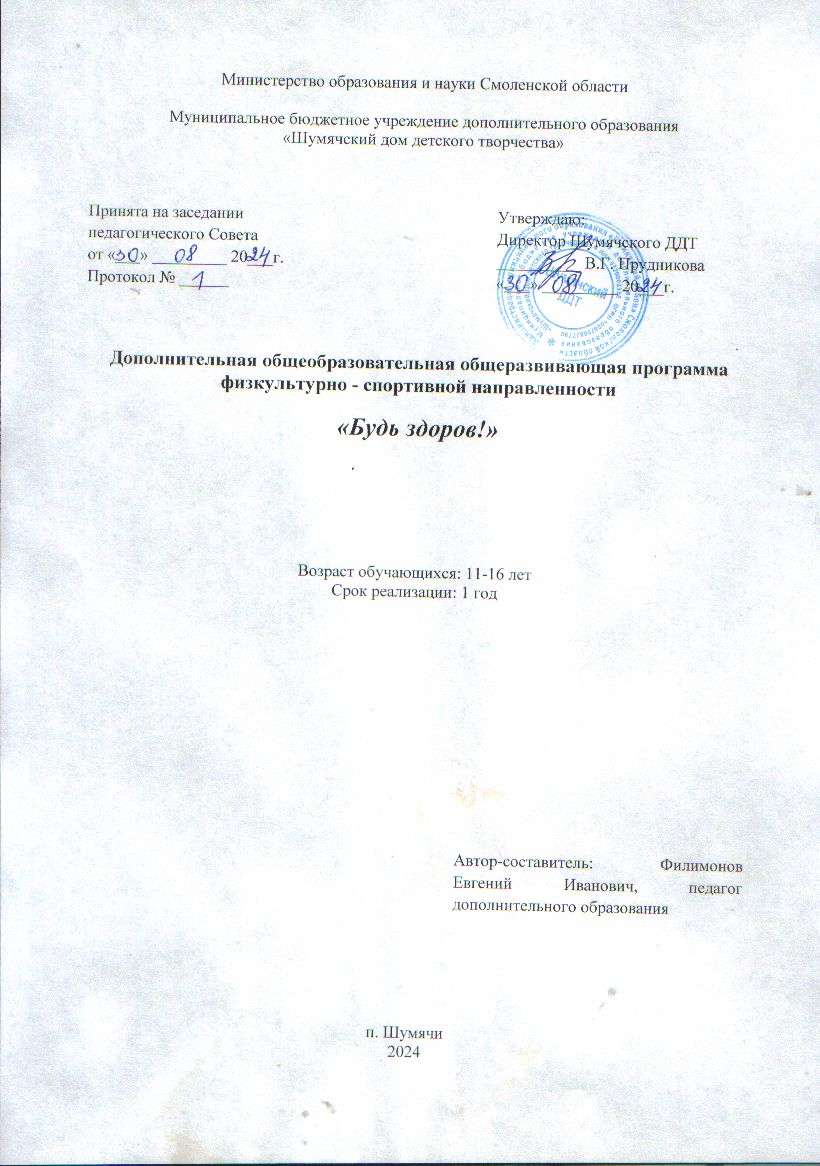 Министерство образования и науки Смоленской области
Муниципальное бюджетное учреждение дополнительного образования
«Шумячский дом детского творчества»
Принята на заседании
педагогического Совета
от «30» 08 2024 г.
Протокол № 1
Утверждаю:
Директор Шумячского ДДТ
В.Г. Прудникова
«30» 08 2024 г.
ДДТ
Дополнительная общеобразовательная общеразвивающая программа
физкультурно - спортивной направленности
«Будь здоров!»
Возраст обучающихся: 11-16 лет
Срок реализации: 1 год
Автор-составитель: Филимонов
Евгений Иванович, педагог
дополнительного образования
п. Шумячи
2024